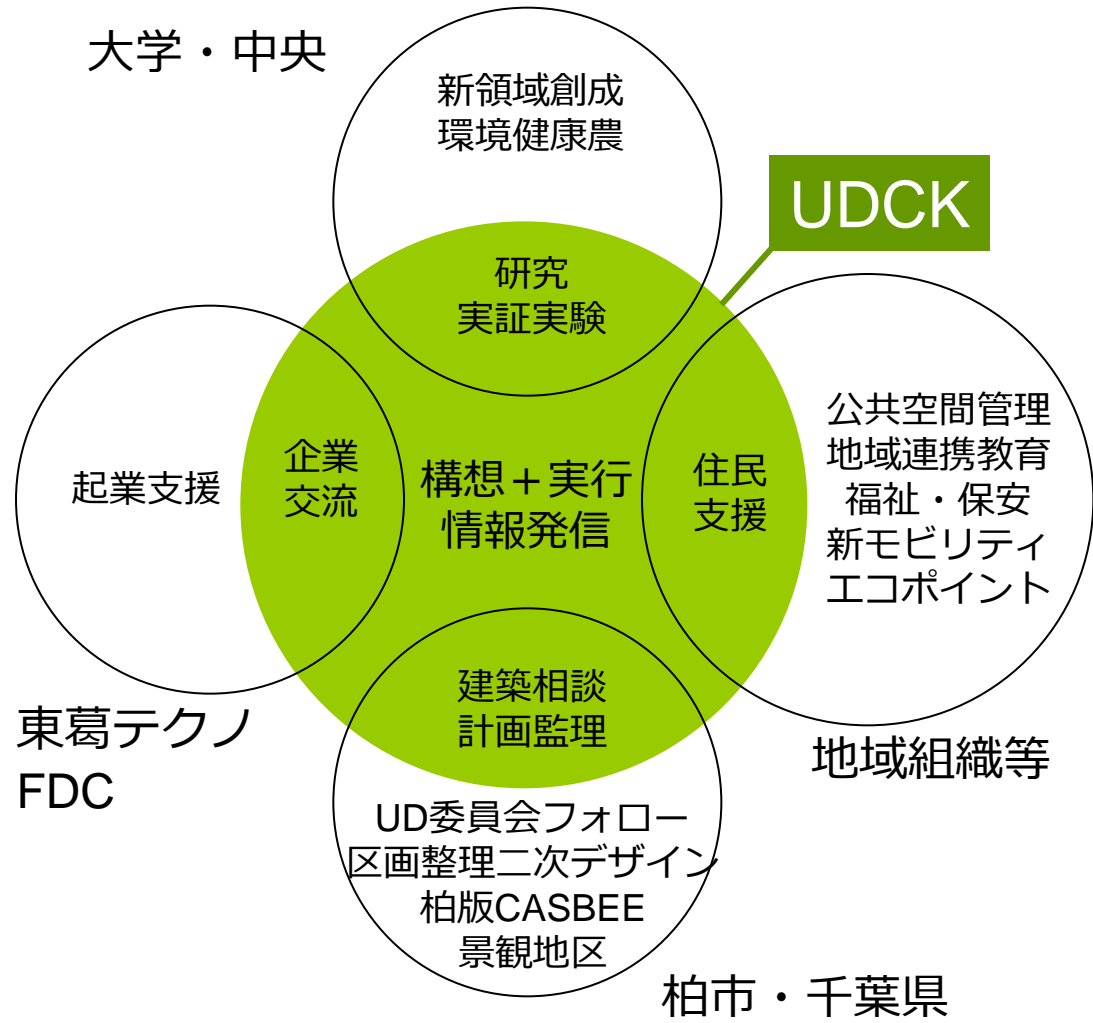 大学・中央
新領域創成
環境健康農
UDCK
研究
実証実験
公共空間管理
地域連携教育
福祉・保安
新モビリティ
エコポイント
起業支援
企業
交流
構想＋実行
情報発信
住民
支援
建築相談
計画監理
東葛テクノ
FDC
地域組織等
UD委員会フォロー
区画整理二次デザイン
柏版CASBEE
景観地区
柏市・千葉県